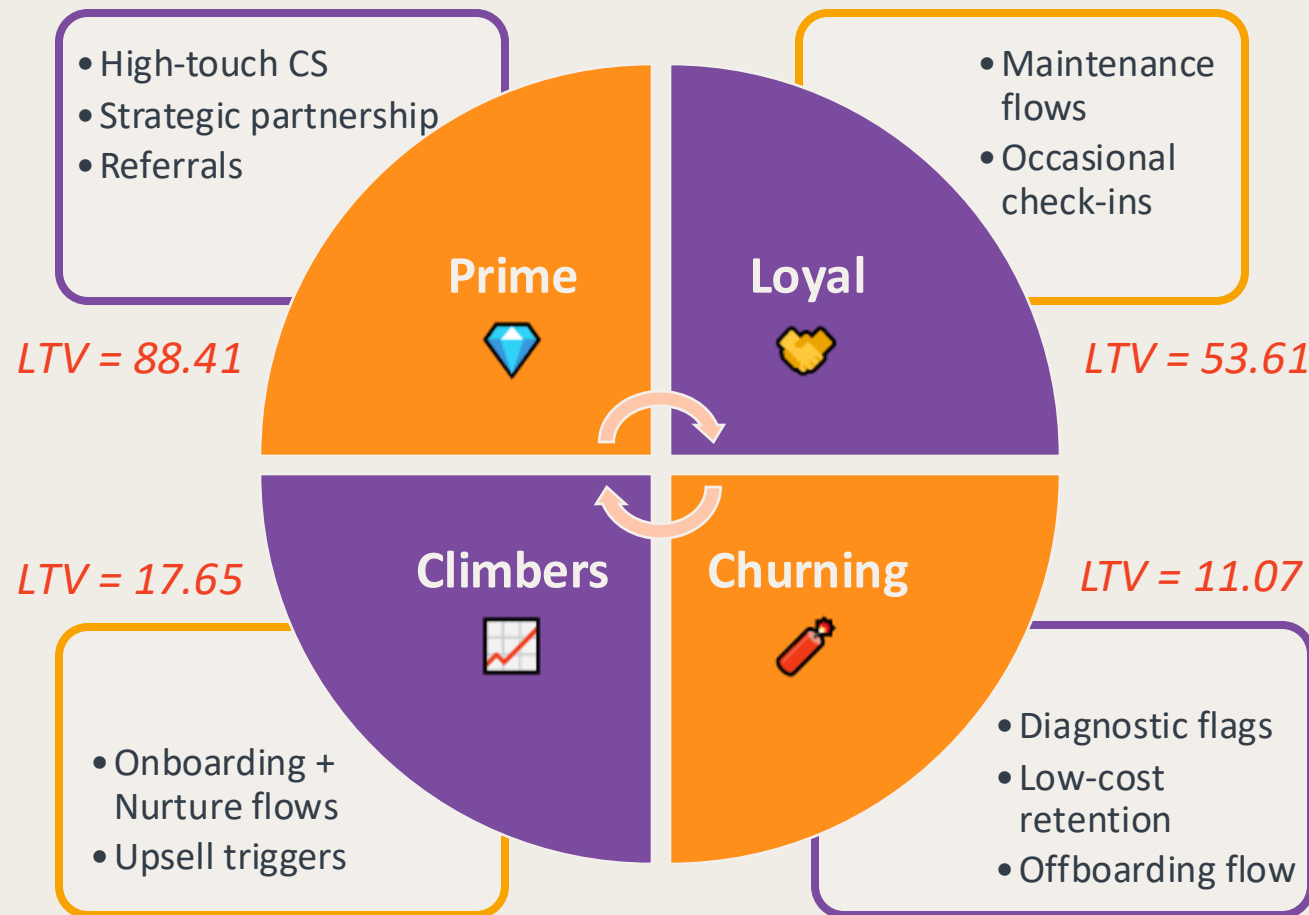 • High-touch CS
• Strategic partnership
• Referrals
• Maintenance
flows
• Occasional
check-ins
Prime
Loyal
LTV = 88.41
LTV = 53.61
Climbers
Churning
LTV = 17.65
LTV = 11.07
• Onboarding +
Nurture flows
• Upsell triggers
• Diagnostic flags
• Low-cost
retention
• Offboarding flow